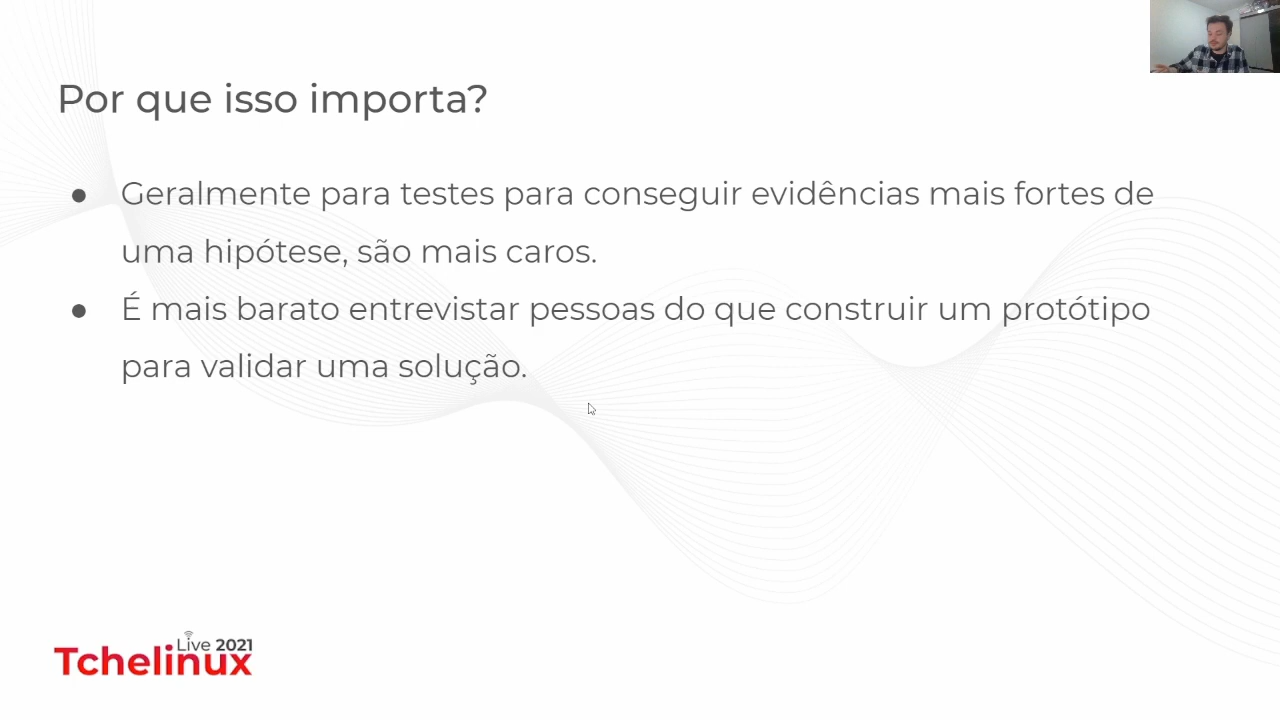 Por que isso importa?
● Geralmente para testes para conseguir evidências mais fortes de
uma hipótese, são mais caros.
● É mais barato entrevistar pessoas do que construir um protótipo
para validar uma solução.
Live 2021
Tchelinux